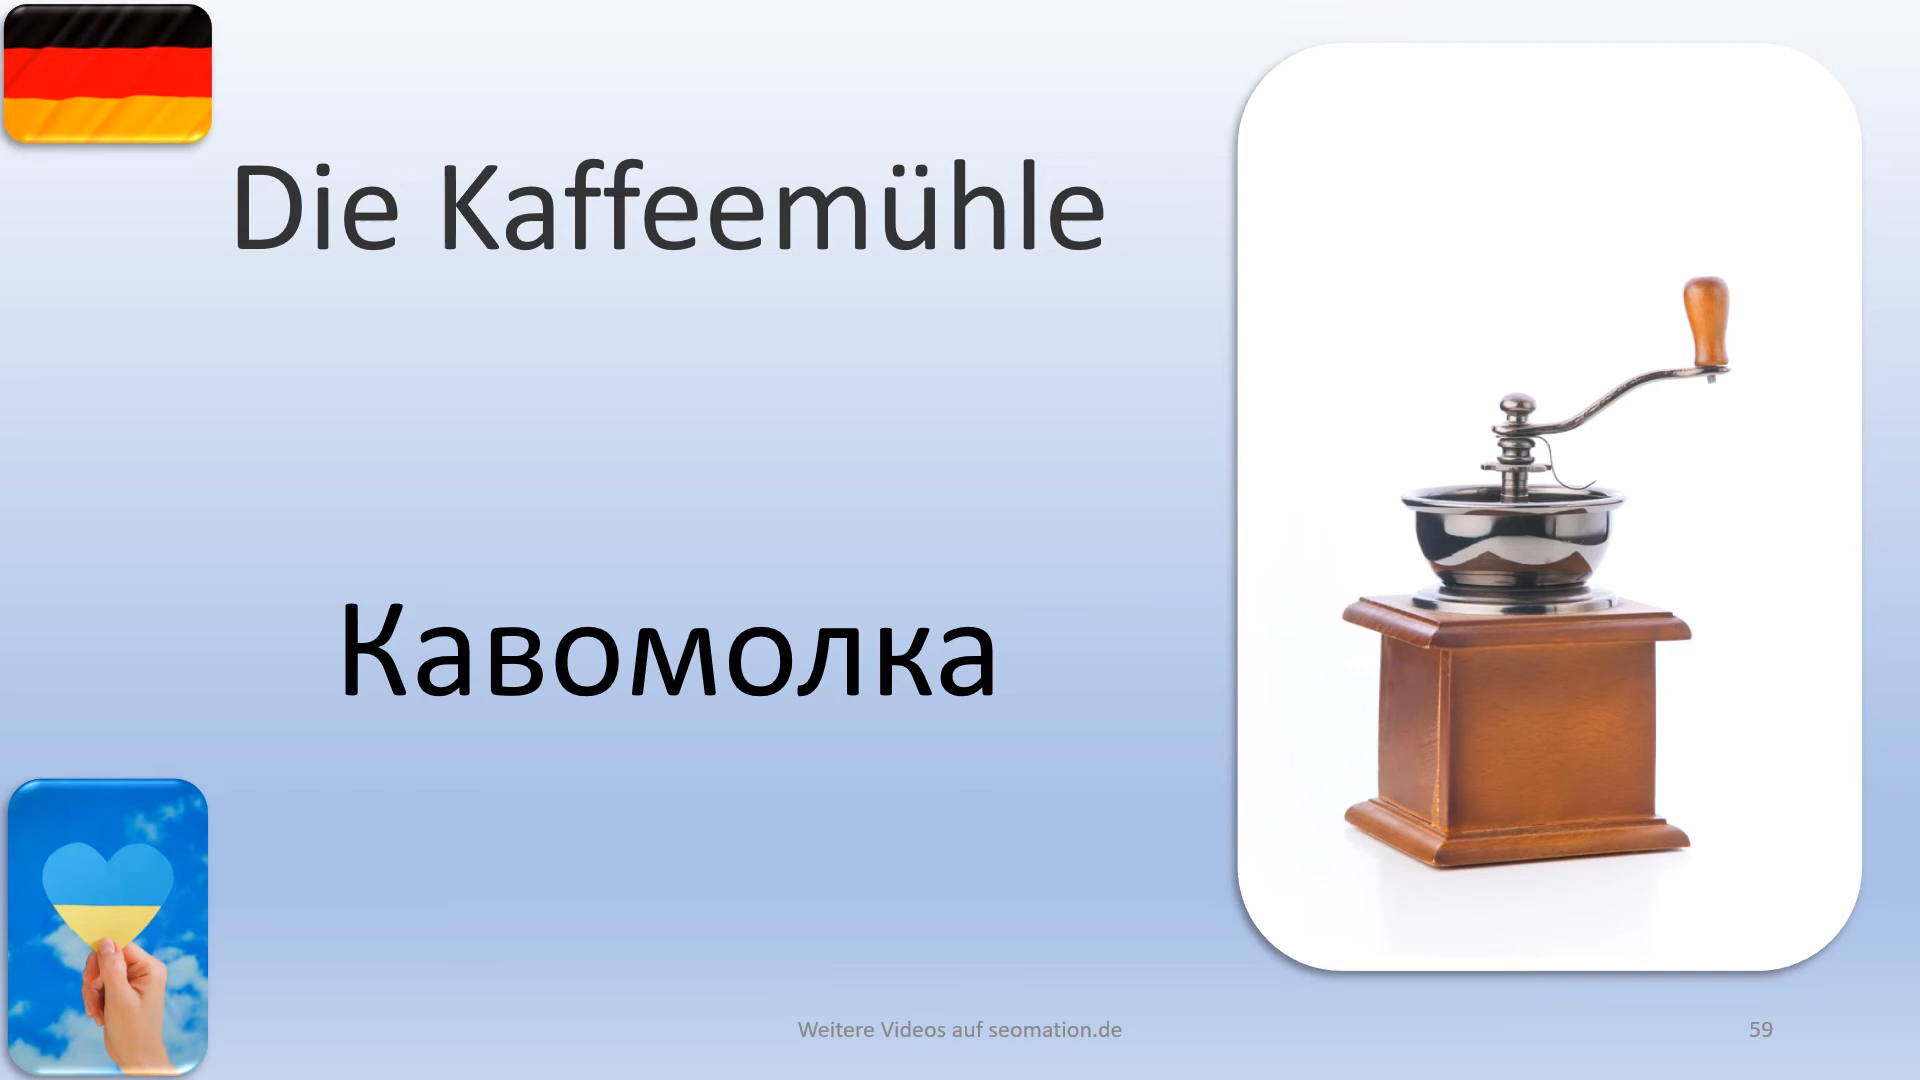 Die Kaffeemühle
Кавомолка
Weitere Videos auf seomation.de
59